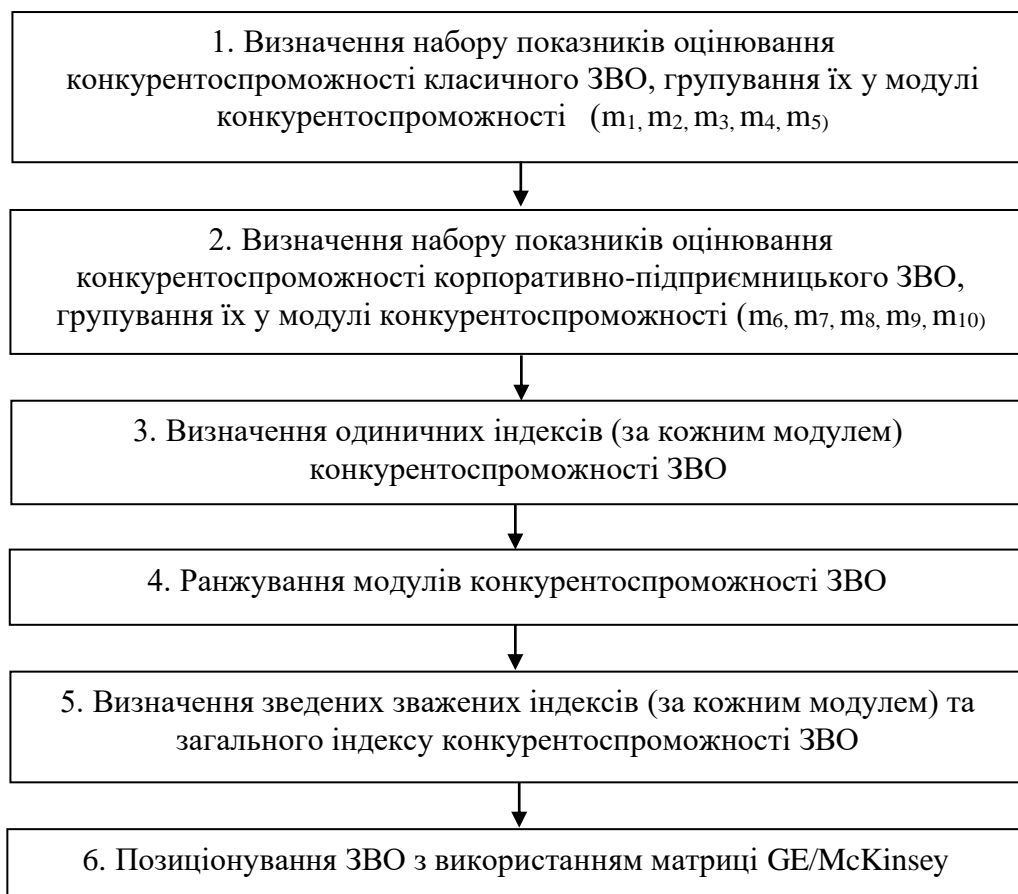 1. Визначення набору показників оцінювання
конкурентоспроможності класичного ЗВО, групування їх у модулі
конкурентоспроможності (m1, m2, m3, m4, m5)
2. Визначення набору показників оцінювання
конкурентоспроможності корпоративно-підприємницького ЗВО,
групування їх у модулі конкурентоспроможності (m6, m7, m8, m9, m10)
3. Визначення одиничних індексів (за кожним модулем)
конкурентоспроможності ЗВО
4. Ранжування модулів конкурентоспроможності ЗВО
5. Визначення зведених зважених індексів (за кожним модулем) та
загального індексу конкурентоспроможності ЗВО
6. Позиціонування ЗВО з використанням матриці GE/McKinsey